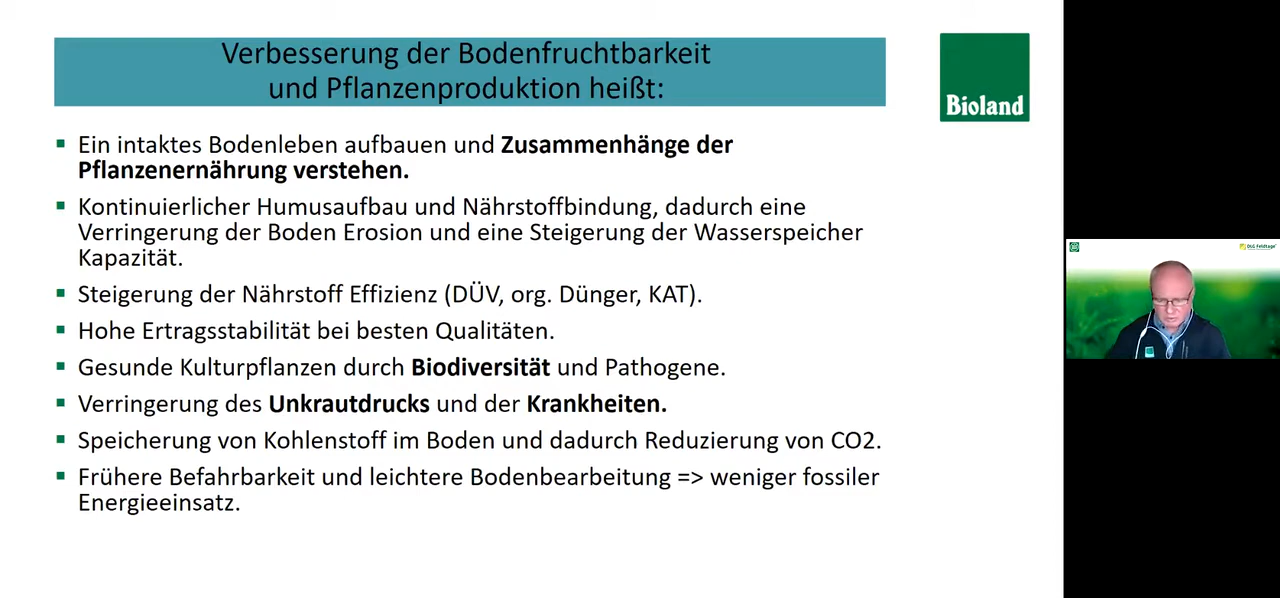 Verbesserung der Bodenfruchtbarkeit
und Pflanzenproduktion heißt:
Bioland
Ein intaktes Bodenleben aufbauen und Zusammenhänge der
Pflanzenernährung verstehen.
Kontinuierlicher Humusaufbau und Nährstoffbindung, dadurch eine
Verringerung der Boden Erosion und eine Steigerung der Wasserspeicher
Kapazität.
Steigerung der Nährstoff Effizienz (DÜV, org. Dünger, KAT).
Hohe Ertragsstabilität bei besten Qualitäten.
Gesunde Kulturpflanzen durch Biodiversität und Pathogene.
Verringerung des Unkrautdrucks und der Krankheiten.
Speicherung von Kohlenstoff im Boden und dadurch Reduzierung von CO2.
Frühere Befahrbarkeit und leichtere Bodenbearbeitung => weniger fossiler
Energieeinsatz.
DLG Feldtage